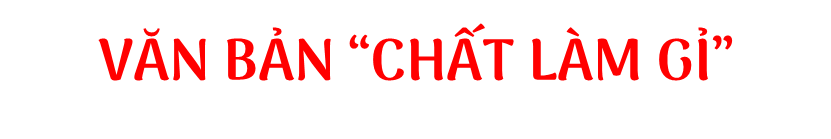 VĂN BẢN “CHẤT LÀM GỈ”